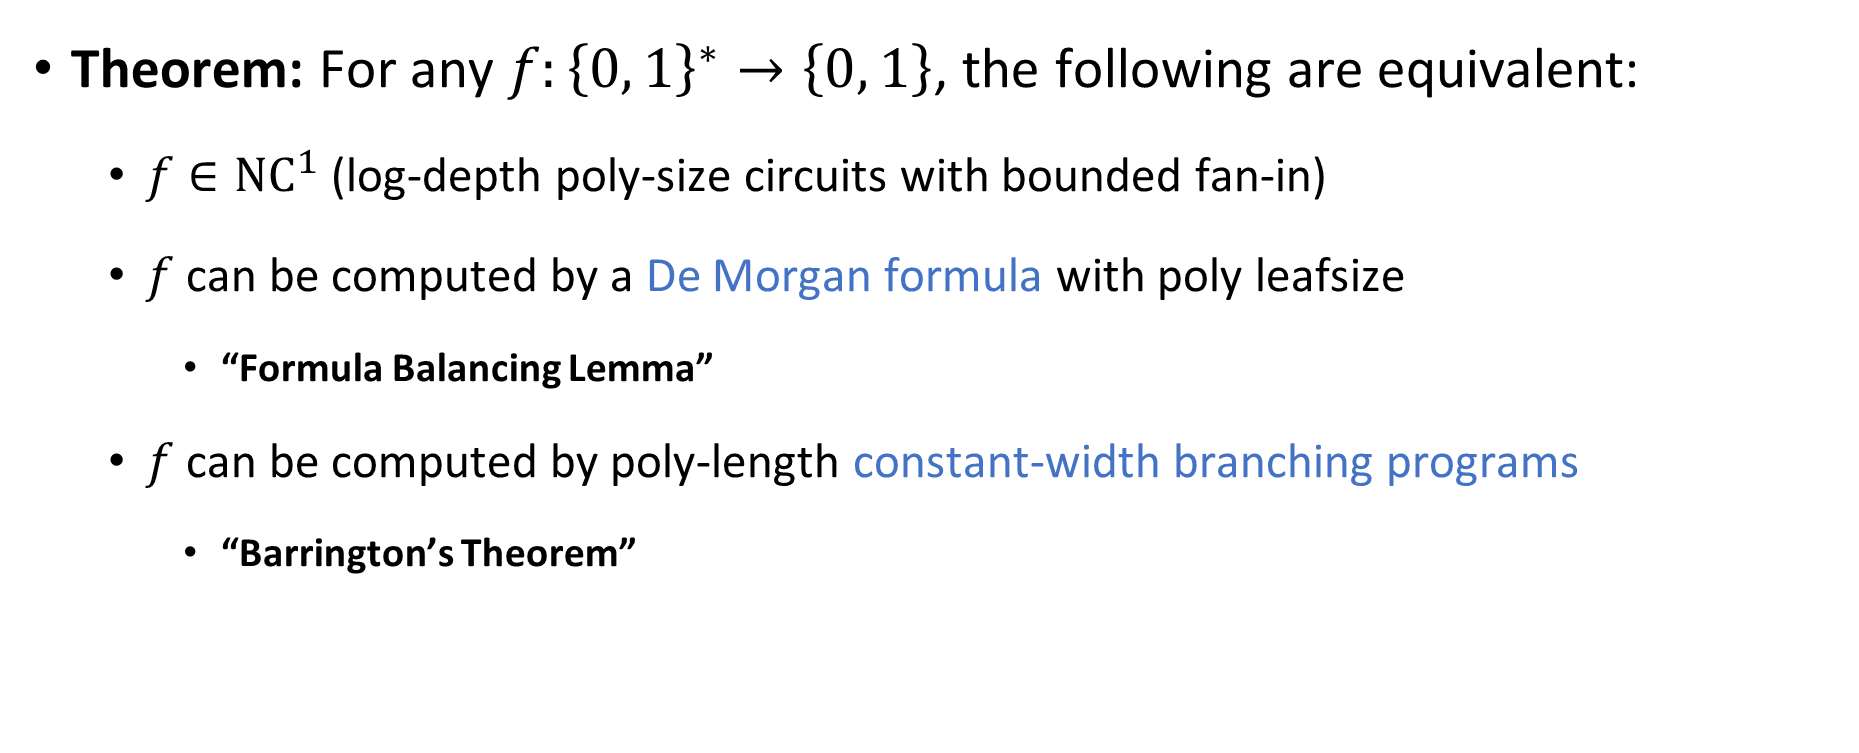 • Theorem: For any 𝑓: {0, 1}* → {0, 1}, the following are equivalent:
• 𝑓 ∈ NC¹ (log-depth poly-size circuits with bounded fan-in)
• 𝑓 can be computed by a De Morgan formula with poly leafsize
• “Formula Balancing Lemma”
• 𝑓 can be computed by poly-length constant-width branching programs
• “Barrington’s Theorem”